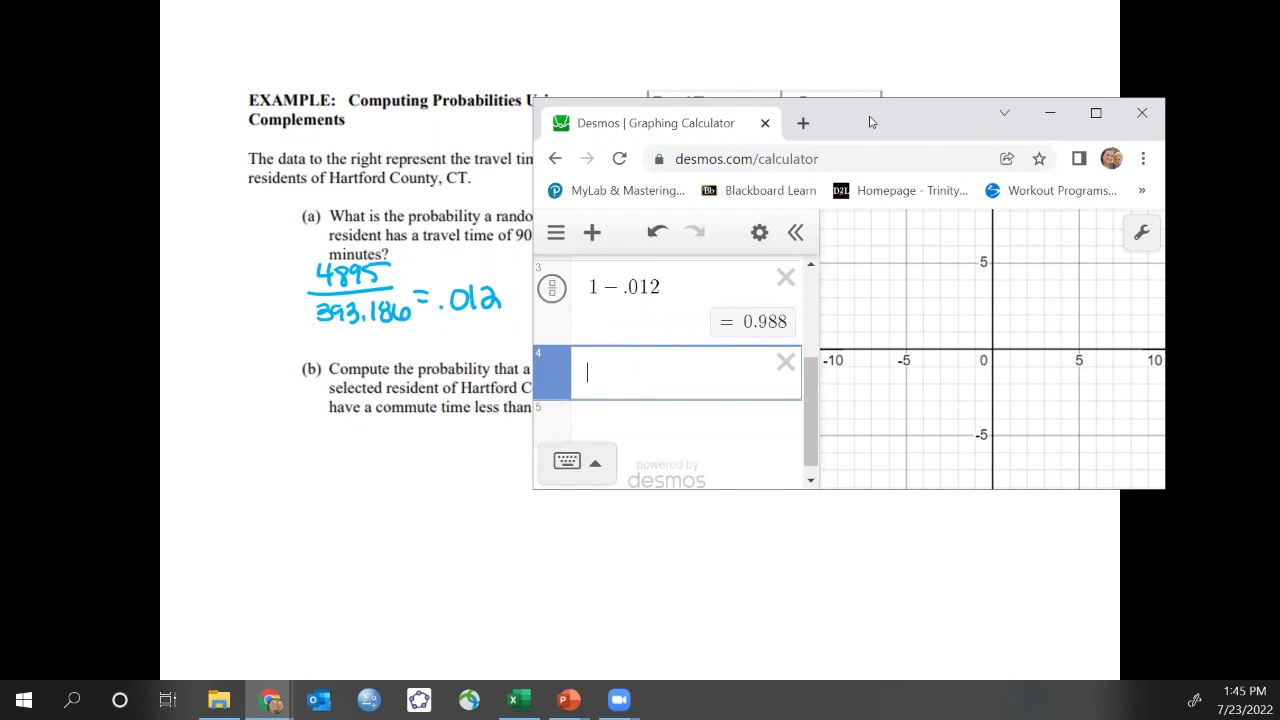 EXAMPLE: Computing Probabilities
Complements
The data to the right represent the travel
residents of Hartford County, CT.
(a) What is the probability a
resident has a travel time of 90
minutes?
4895
393,186 = .012
(b) Compute the probability that a
selected resident of Hartford
have a commute time less than
Desmos | Graphing Calculator
desmos.com/calculator
MyLab & Mastering...
Bb Blackboard Learn
D2L Homepage - Trinity,...
Workout Programs...
»
3
1 − .012
= 0.988
4
5
powered by
desmos
5
-10 -5 0 5 10
-5
1:45 PM
7/23/2022